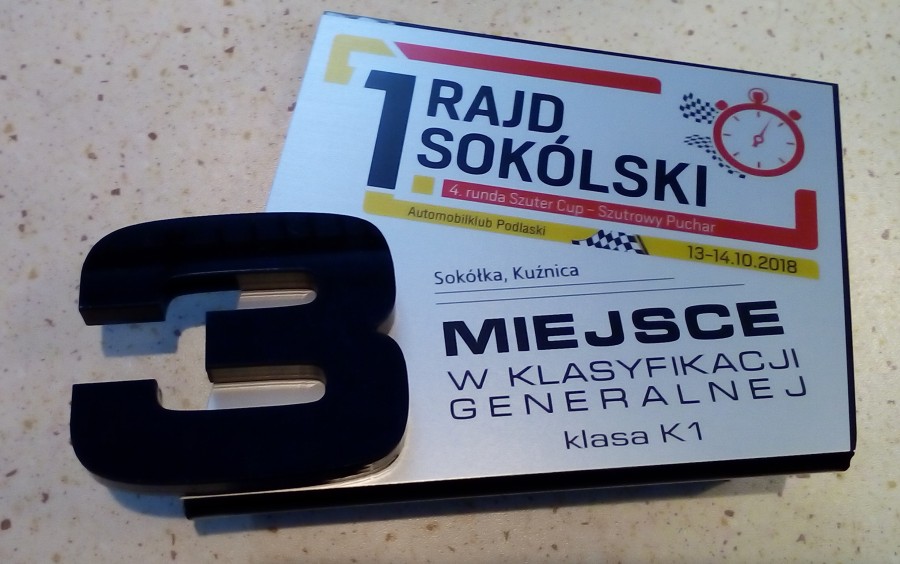 1 RAJD
SOKÓLSKI
4. runda Szuter Cup - Szutrowy Puchar
Automobilklub Podlaski
13-14.10.2018
Sokółka, Kuźnica
3 MIEJSCE
W KLASYFIKACJI
GENERALNEJ
klasa K1